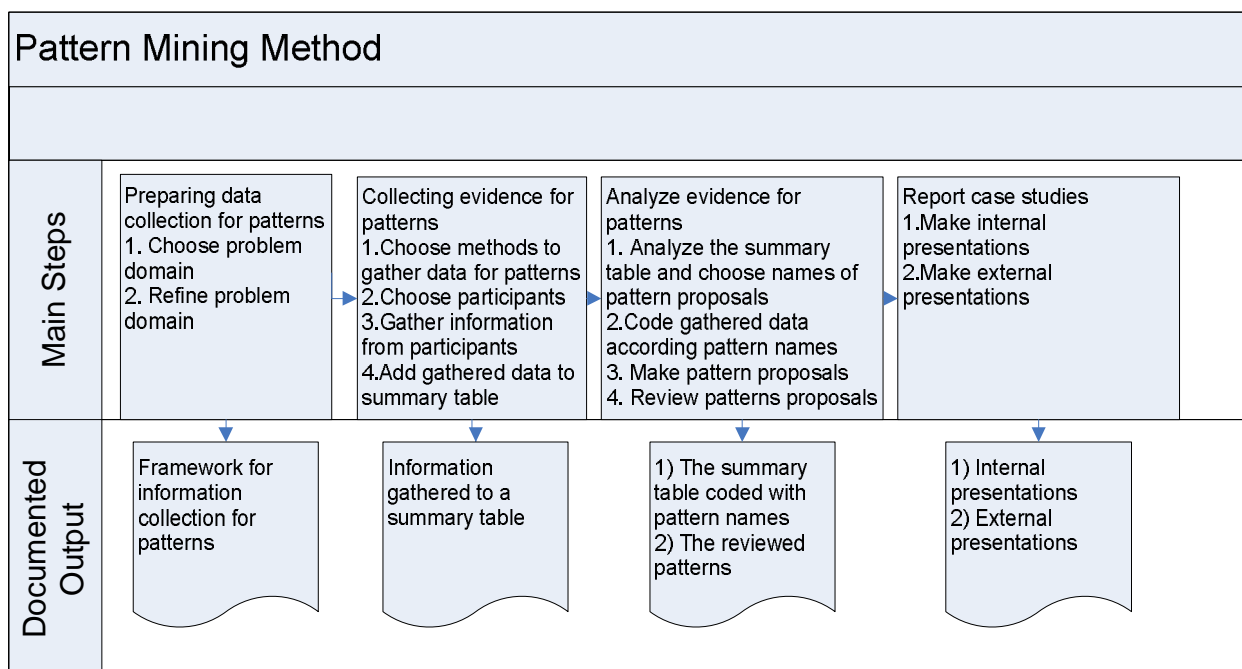 Pattern Mining Method
Main Steps
Preparing data
collection for patterns
1. Choose problem
domain
2. Refine problem
domain
Collecting evidence for
patterns
1.Choose methods to
gather data for patterns
2.Choose participants
3.Gather information
from participants
4.Add gathered data to
summary table
Analyze evidence for
patterns
1. Analyze the summary
table and choose names of
pattern proposals
2.Code gathered data
according pattern names
3. Make pattern proposals
4. Review patterns proposals
Report case studies
1.Make internal
presentations
2.Make external
presentations
Documented
Output
Framework for
information
collection for
patterns
Information
gathered to a
summary table
1) The summary
table coded with
pattern names
2) The reviewed
patterns
1) Internal
presentations
2) External
presentations